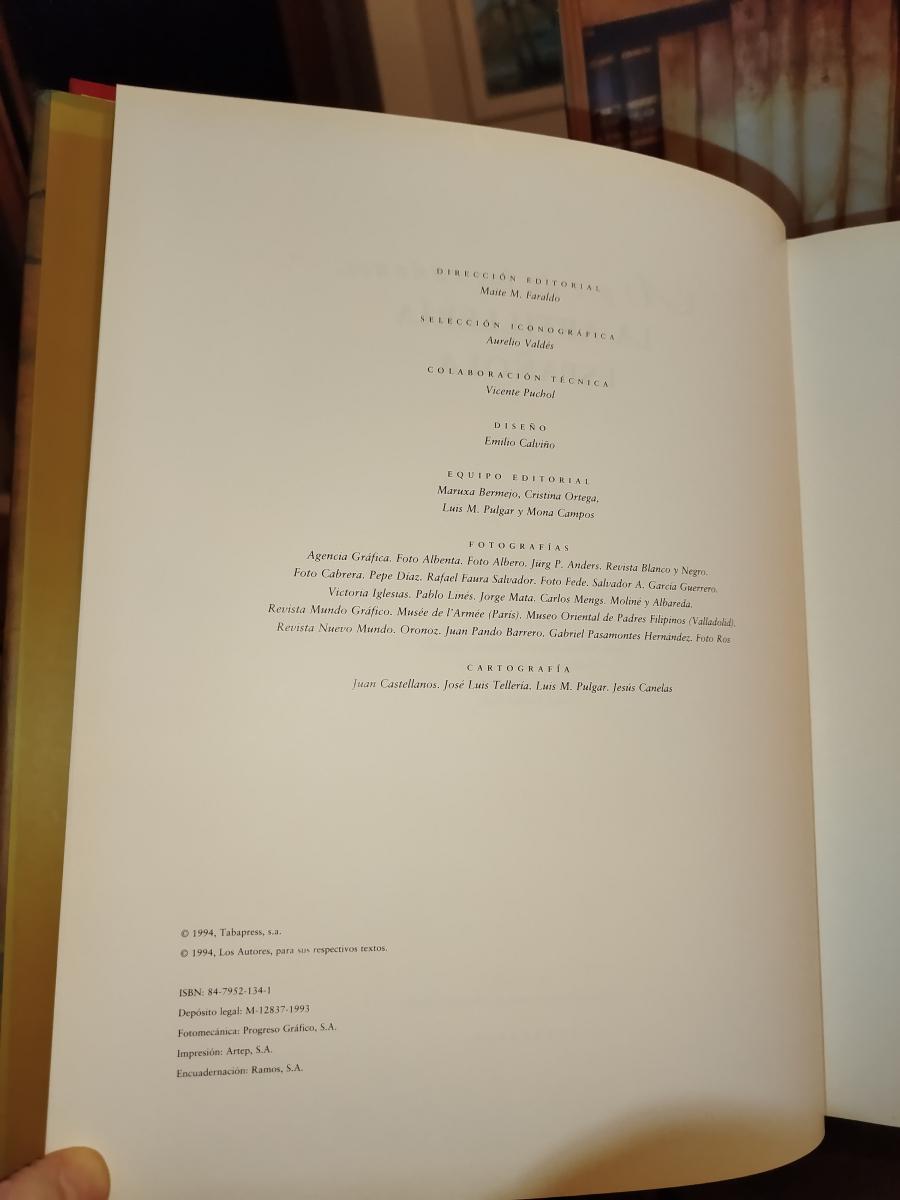 DIRECCIÓN EDITORIAL
Maite M. Faraldo
SELECCIÓN ICONOGRÁFICA
Aurelio Valdés
COLABORACIÓN TÉCNICA
Vicente Puchol
DISEÑO
Emilio Calviño
EQUIPO EDITORIAL
Maruxa Bermejo, Cristina Ortega,
Luis M. Pulgar y Mona Campos
FOTOGRAFÍAS
Agencia Gráfica. Foto Albenta. Foto Albero. Jürg P. Anders. Revista Blanco y Negro.
Foto Cabrera. Pepe Díaz. Rafael Faura Salvador. Foto Fede. Salvador A. García Guerrero.
Victoria Iglesias. Pablo Linés. Jorge Mata. Carlos Mengs. Moliné y Albareda.
Revista Mundo Gráfico. Musée de l'Armée (París). Museo Oriental de Padres Filipinos (Valladolid).
Revista Nuevo Mundo. Oronoz. Juan Pando Barrero. Gabriel Pasamontes Hernández. Foto Ros
CARTOGRAFÍA
Juan Castellanos. José Luis Tellería. Luis M. Pulgar. Jesús Canelas
© 1994, Tabapress, s.a.
© 1994, Los Autores, para sus respectivos textos.
ISBN: 84-7952-134-1
Depósito legal: M-12837-1993
Fotomecánica: Progreso Gráfico, S.A.
Impresión: Artep, S.A.
Encuadernación: Ramos, S.A.